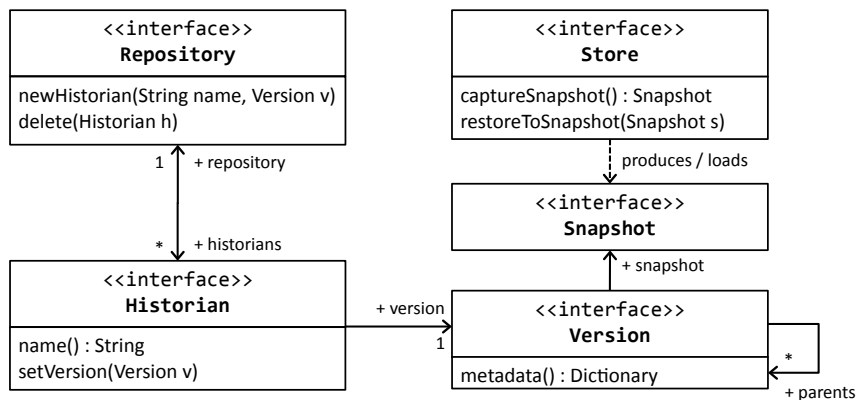 <<interface>>
Repository
newHistorian(String name, Version v)
delete(Historian h)
1
+ repository
*
+ historians
<<interface>>
Historian
name() : String
setVersion(Version v)
+ version
1
<<interface>>
Store
captureSnapshot() : Snapshot
restoreToSnapshot(Snapshot s)
produces / loads
<<interface>>
Snapshot
+ snapshot
<<interface>>
Version
metadata() : Dictionary
*
+ parents